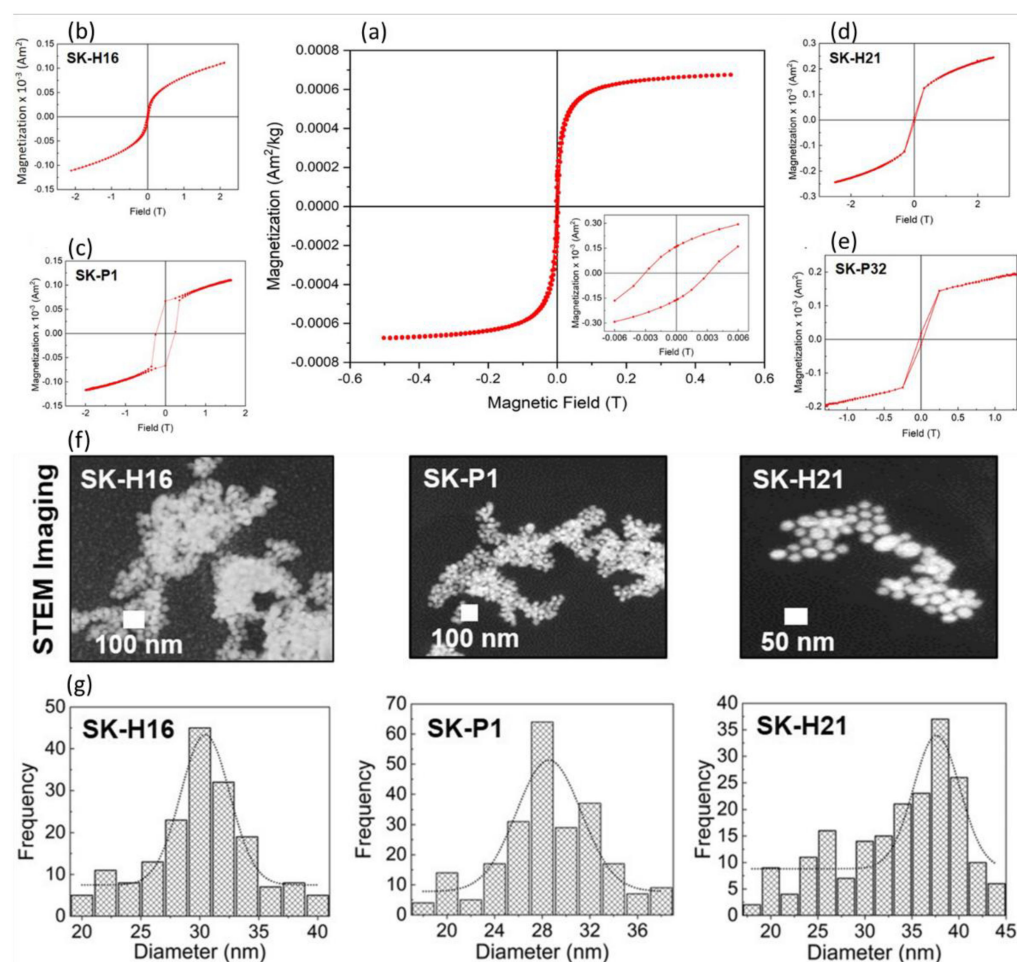 (b)
SK-H16
Magnetization x 10⁻³ (Am²)
0.15
0.10
0.05
0.00
-0.05
-0.10
-0.15
-2 -1 0 1 2
Field (T)
(a)
Magnetization (Am²/kg)
0.0008
0.0006
0.0004
0.0002
0.0000
-0.0002
-0.0004
-0.0006
-0.0008
-0.6 -0.4 -0.2 0.0 0.2 0.4 0.6
Magnetic Field (T)
Magnetization x 10⁻³ (Am²)
0.30
0.15
0.00
-0.15
-0.30
-0.006 -0.003 0.000 0.003 0.006
Field (T)
(d)
SK-H21
Magnetization x 10⁻³ (Am²)
0.3
0.2
0.1
0.0
-0.1
-0.2
-0.3
-2 0 2
Field (T)
(c)
SK-P1
Magnetization x 10⁻³ (Am²)
0.15
0.10
0.05
0.00
-0.05
-0.10
-0.15
-2 -1 0 1 2
Field (T)
(e)
SK-P32
Magnetization x 10⁻³ (Am²)
0.2
0.1
0.0
-0.1
-0.2
-1.0 -0.5 0.0 0.5 1.0
Field (T)
(f)
STEM Imaging
SK-H16
100 nm
SK-P1
100 nm
SK-H21
50 nm
(g)
SK-H16
Frequency
50
40
30
20
10
0
20 25 30 35 40
Diameter (nm)
SK-P1
Frequency
70
60
50
40
30
20
10
0
20 24 28 32 36
Diameter (nm)
SK-H21
Frequency
40
35
30
25
20
15
10
5
0
20 25 30 35 40 45
Diameter (nm)